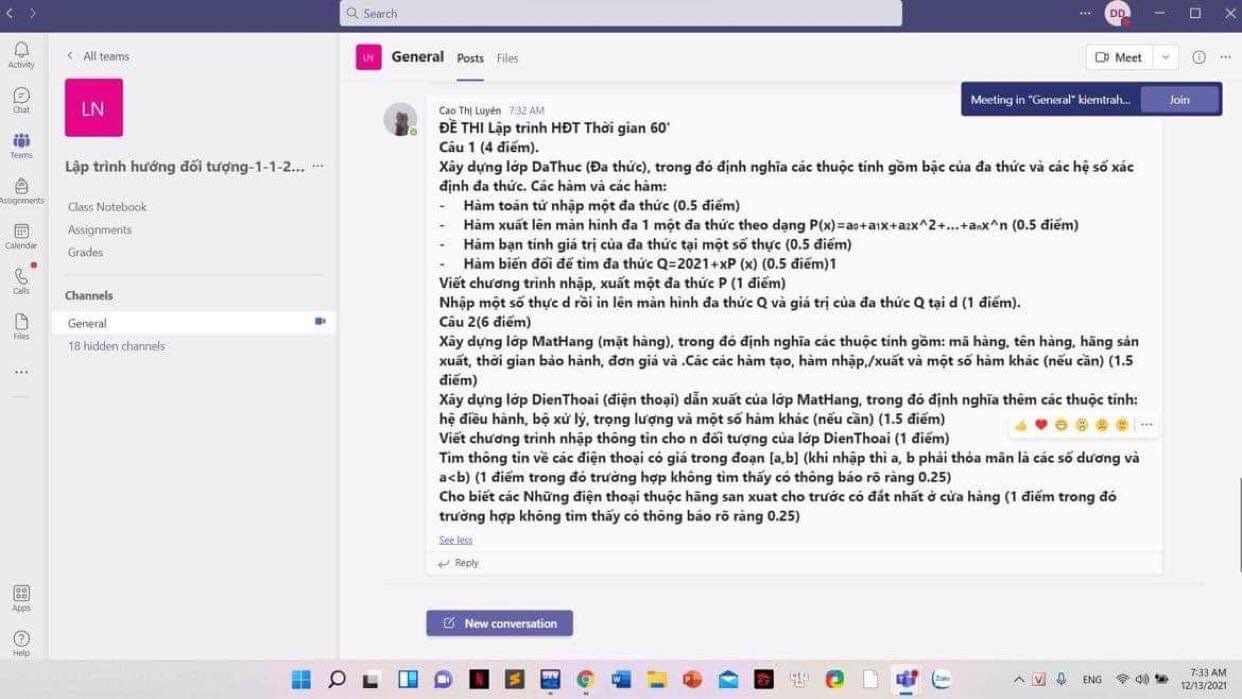 Search
DD
Activity
Chat
Teams
Assignments
Calendar
Calls
Files
Apps
Help
All teams
LN
Lập trình hướng đối tượng-1-1-2... ...
Class Notebook
Assignments
Grades
Channels
General
18 hidden channels
LN General Posts Files
Meet
Meeting in "General" kiemtrah... Join
Cao Thị Luyên 7:32 AM
ĐỀ THI Lập trình HĐT Thời gian 60'
Câu 1 (4 điểm).
Xây dựng lớp DaThuc (Đa thức), trong đó định nghĩa các thuộc tính gồm bậc của đa thức và các hệ số xác
định đa thức. Các hàm và các hàm:
- Hàm toán tử nhập một đa thức (0.5 điểm)
- Hàm xuất lên màn hình đa 1 một đa thức theo dạng P(x)=a₀+a₁x+a₂x^2+...+aₙx^n (0.5 điểm)
- Hàm bạn tính giá trị của đa thức tại một số thực (0.5 điểm)
- Hàm biến đổi để tìm đa thức Q=2021+xP (x) (0.5 điểm)1
Viết chương trình nhập, xuất một đa thức P (1 điểm)
Nhập một số thực d rồi in lên màn hình đa thức Q và giá trị của đa thức Q tại d (1 điểm).
Câu 2(6 điểm)
Xây dựng lớp MatHang (mặt hàng), trong đó định nghĩa các thuộc tính gồm: mã hàng, tên hàng, hãng sản
xuất, thời gian bảo hành, đơn giá và .Các các hàm tạo, hàm nhập,/xuất và một số hàm khác (nếu cần) (1.5
điểm)
Xây dựng lớp DienThoai (điện thoại) dẫn xuất của lớp MatHang, trong đó định nghĩa thêm các thuộc tính:
hệ điều hành, bộ xử lý, trọng lượng và một số hàm khác (nếu cần) (1.5 điểm)
Viết chương trình nhập thông tin cho n đối tượng của lớp DienThoai (1 điểm)
Tìm thông tin về các điện thoại có giá trong đoạn [a,b] (khi nhập thì a, b phải thỏa mãn là các số dương và
a<b) (1 điểm trong đó trường hợp không tìm thấy có thông báo rõ ràng 0.25)
Cho biết các Những điện thoại thuộc hãng san xuat cho trước có đắt nhất ở cửa hàng (1 điểm trong đó
trường hợp không tìm thấy có thông báo rõ ràng 0.25)
See less
Reply
New conversation
ENG
7:33 AM
12/13/2021